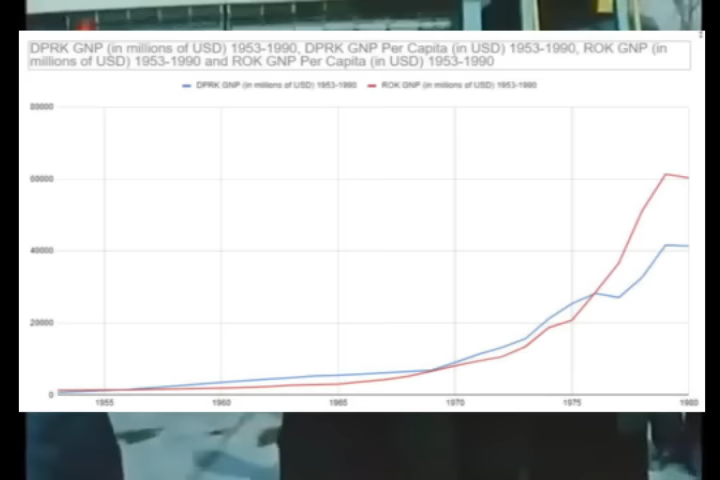 DPRK GNP (in millions of USD) 1953-1990, DPRK GNP Per Capita (in USD) 1953-1990, ROK GNP (in
millions of USD) 1953-1990 and ROK GNP Per Capita (in USD) 1953-1990
DPRK GNP (in millions of USD) 1953-1990 ROK GNP (in millions of USD) 1953-1990
80000
60000
40000
20000
0
1955 1960 1965 1970 1975 1980